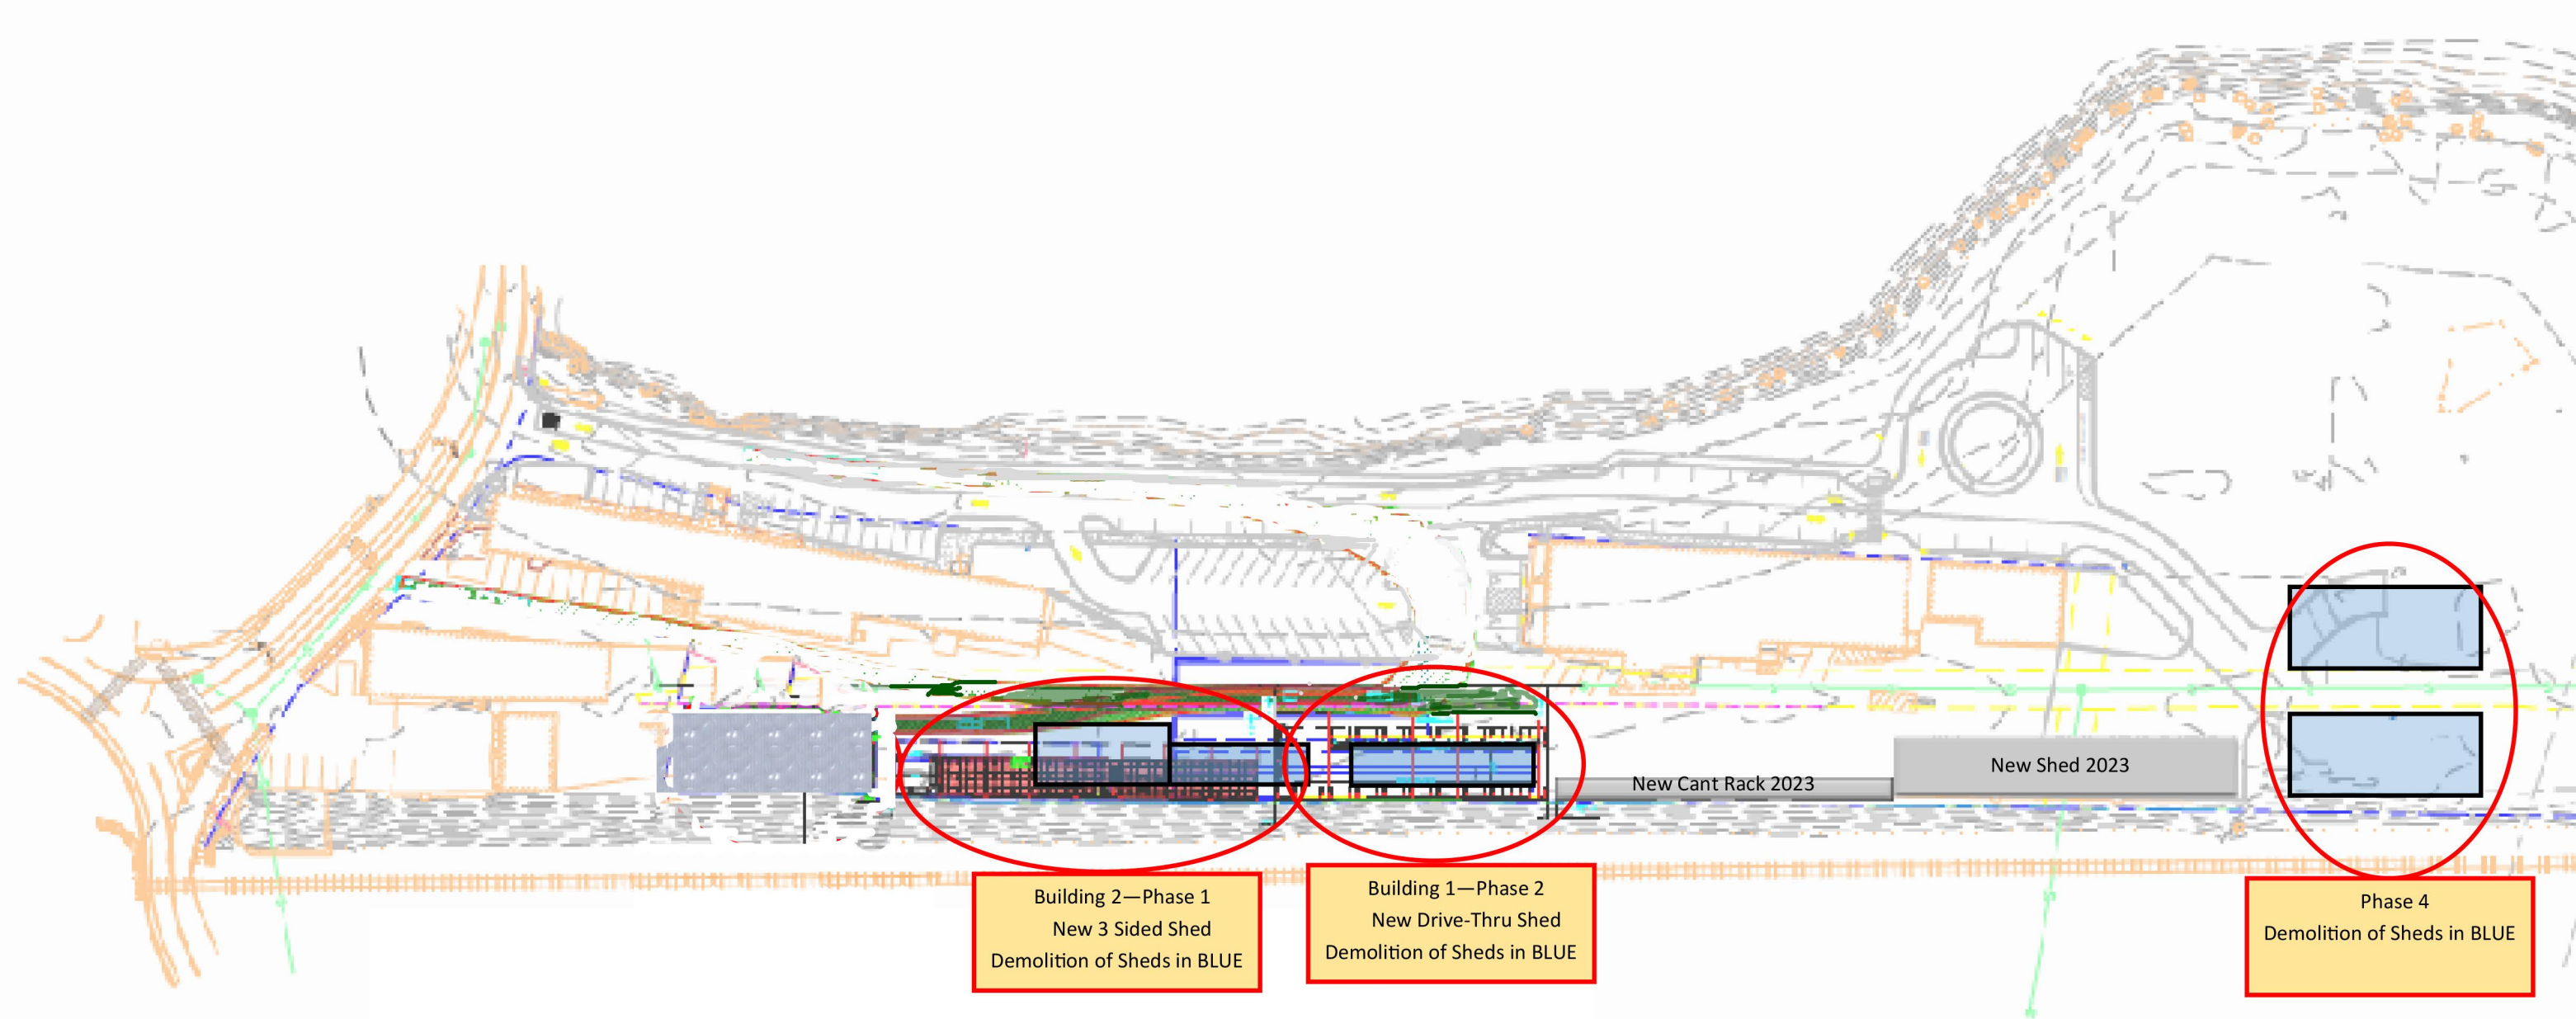 New Cant Rack 2023
New Shed 2023
Building 2—Phase 1
New 3 Sided Shed
Demolition of Sheds in BLUE
Building 1—Phase 2
New Drive-Thru Shed
Demolition of Sheds in BLUE
Phase 4
Demolition of Sheds in BLUE